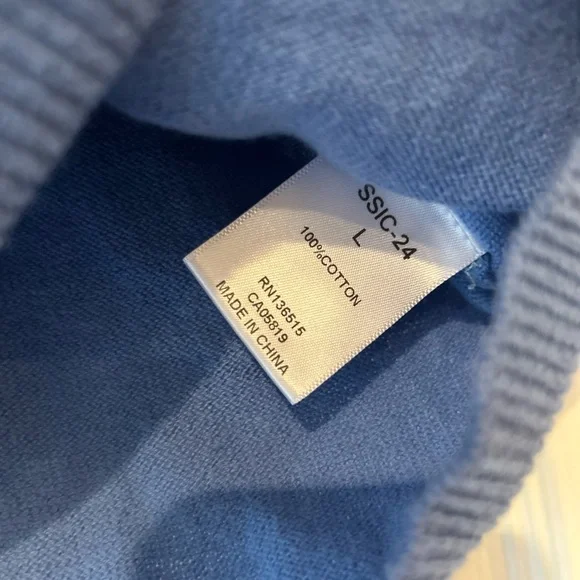 SSIC-24
L
100%COTTON
RN136515
CA05819
MADE IN CHINA